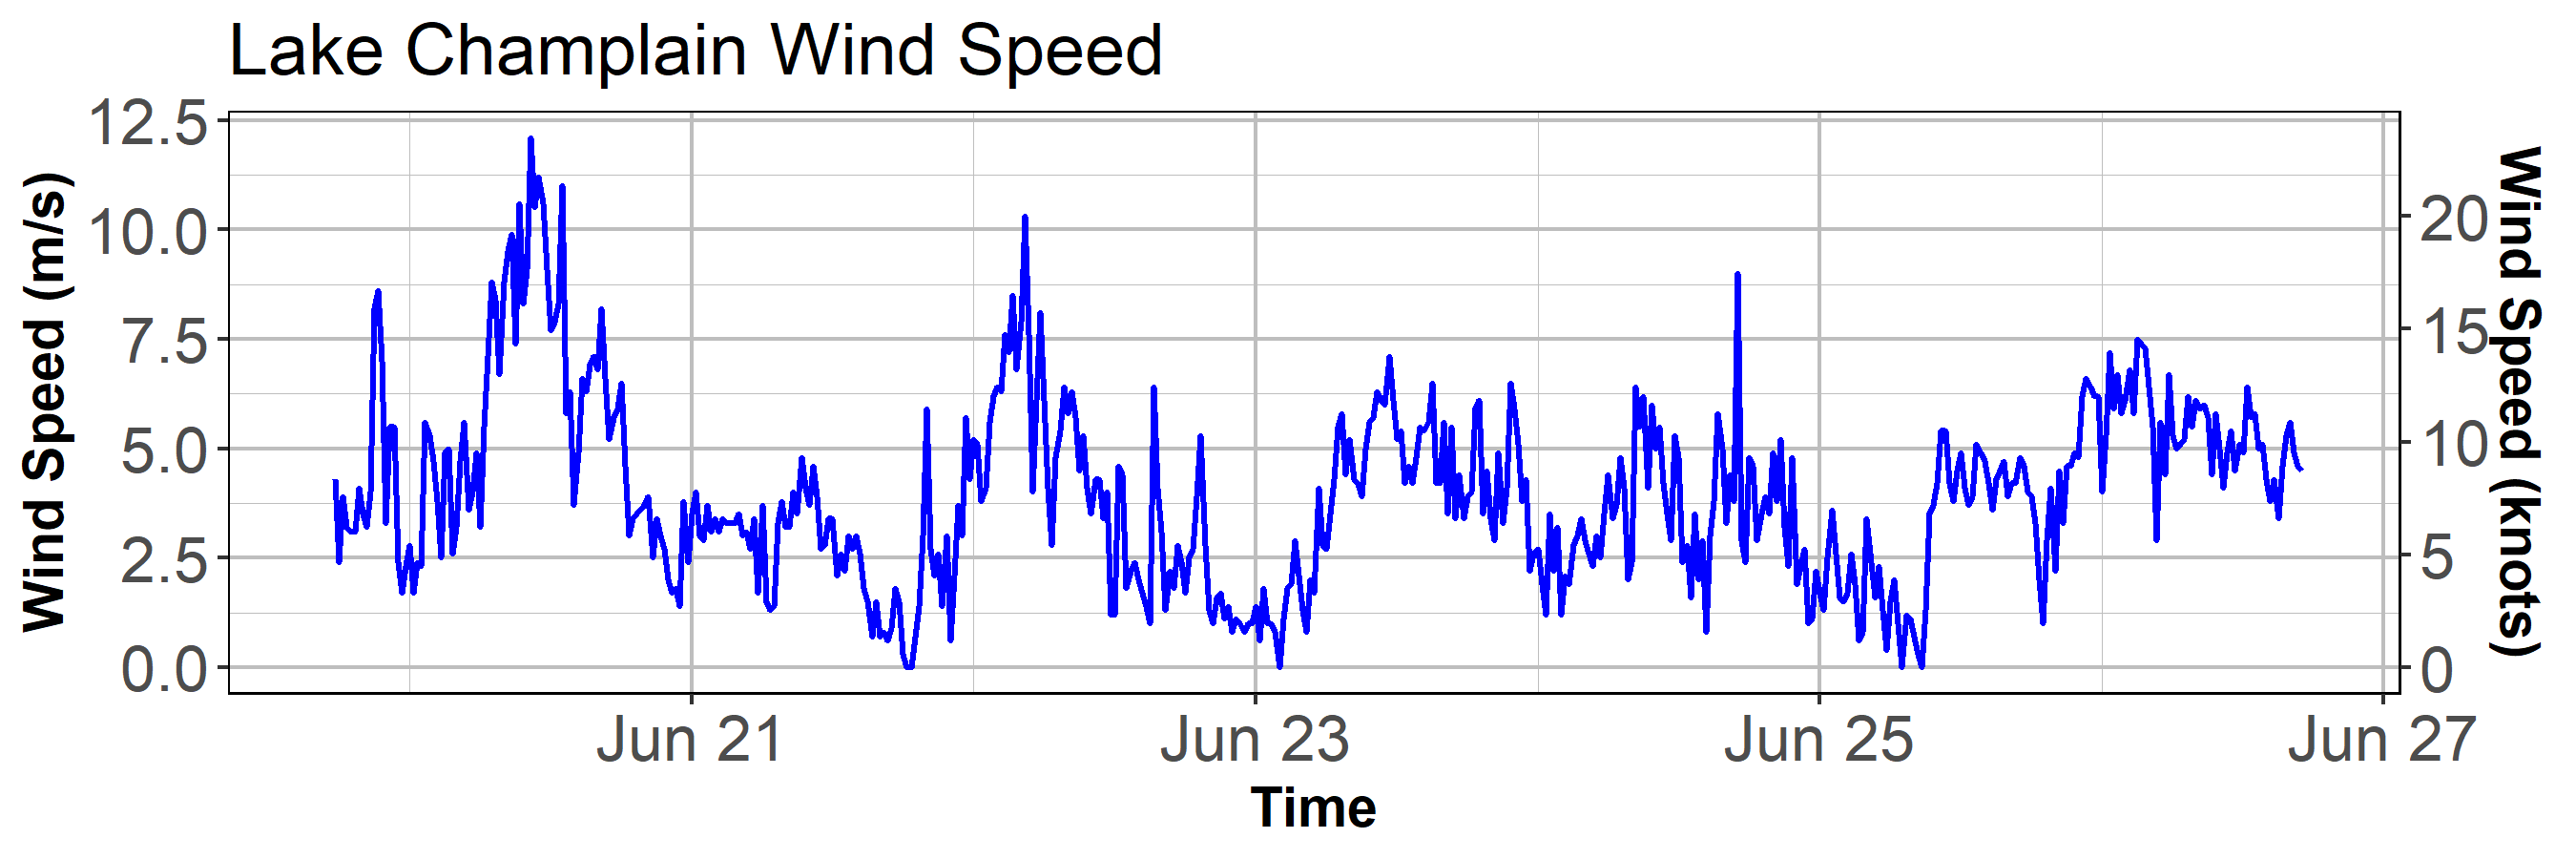 Lake Champlain Wind Speed
Wind Speed (m/s)
12.5
10.0
7.5
5.0
2.5
0.0
20
15
10
5
0
Wind Speed (knots)
Jun 21
Jun 23
Jun 25
Jun 27
Time